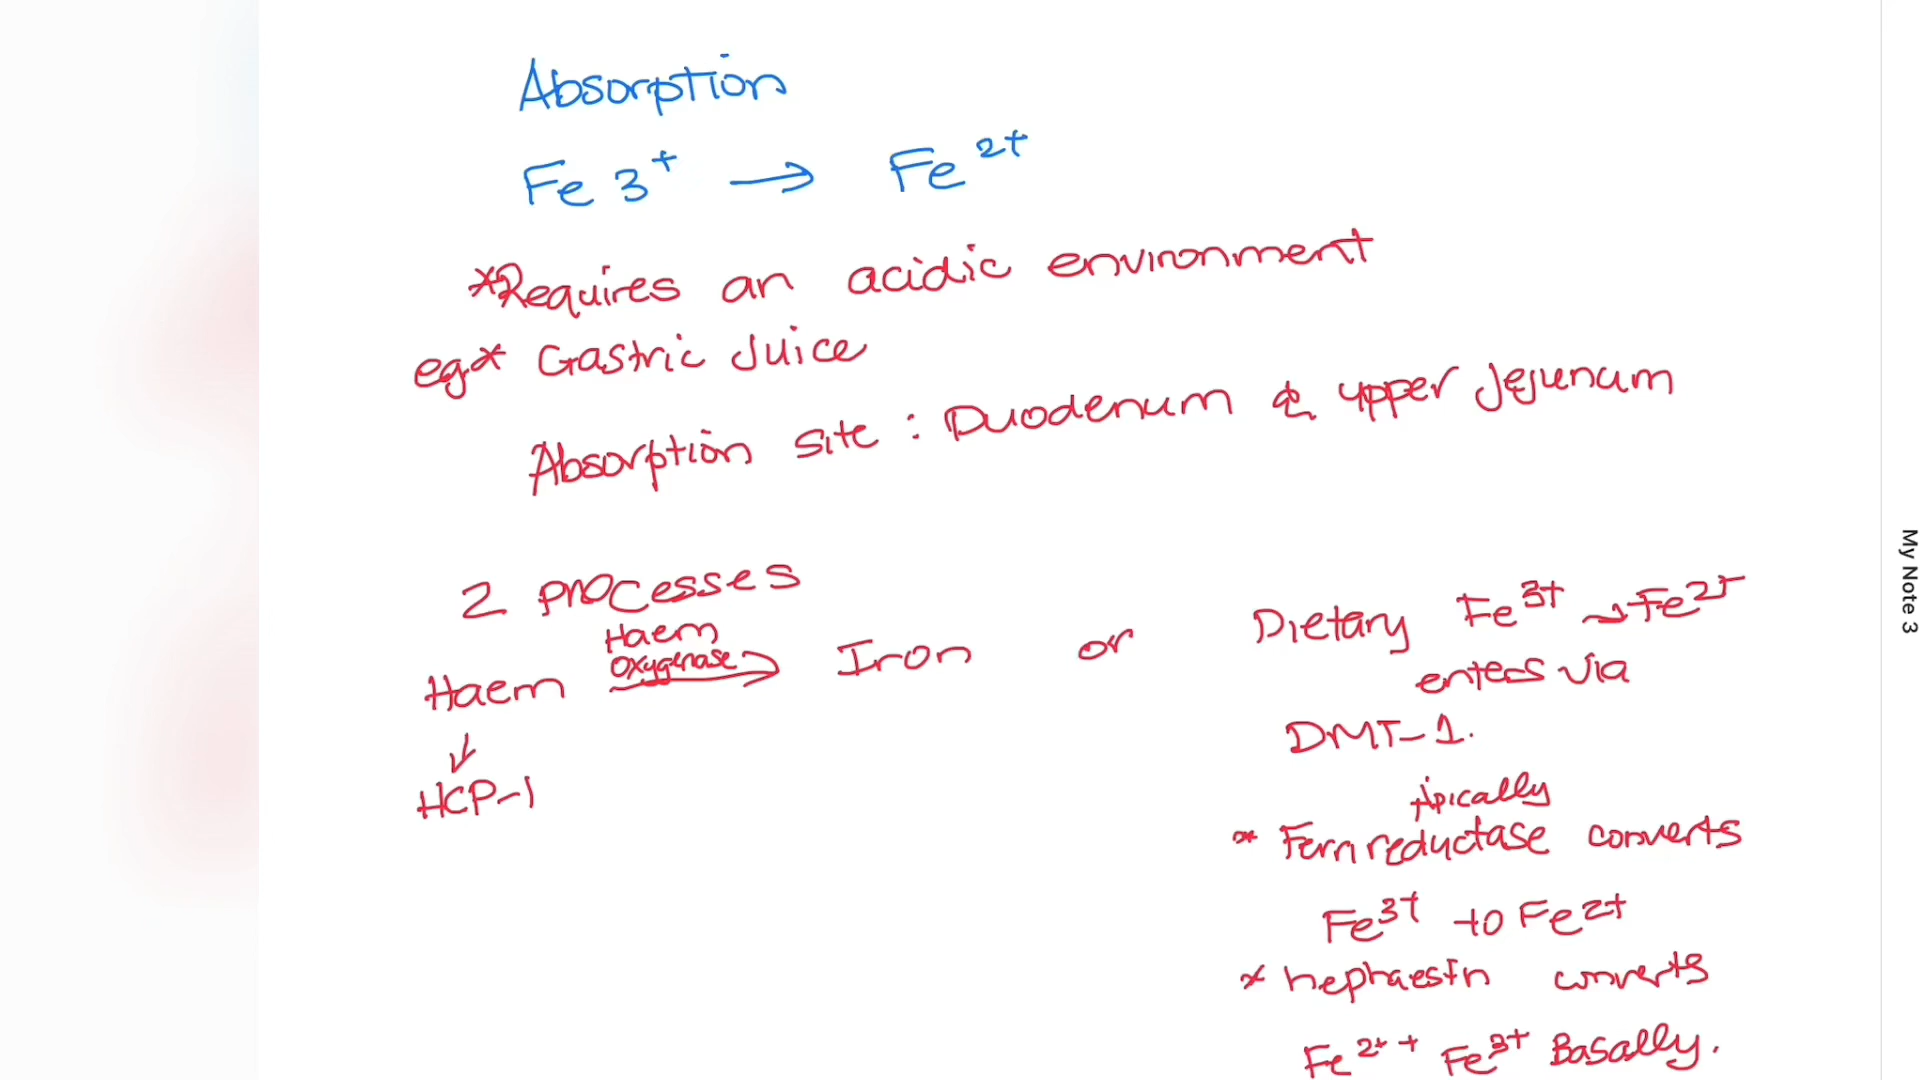 Absorption
Fe 3+ → Fe 2+
*Requires an acidic environment
eg* Gastric Juice
Absorption site : Duodenum & upper Jejunum
2 processes
Haem Haem oxygenase → Iron or Dietary Fe3+ → Fe2+
enters via
↓
HCP-1
DMT-1.
* Ferrireductase converts
Fe3+ to Fe2+
* hephaestin converts
Fe2+ + Fe3+ Basally.
My Note 3